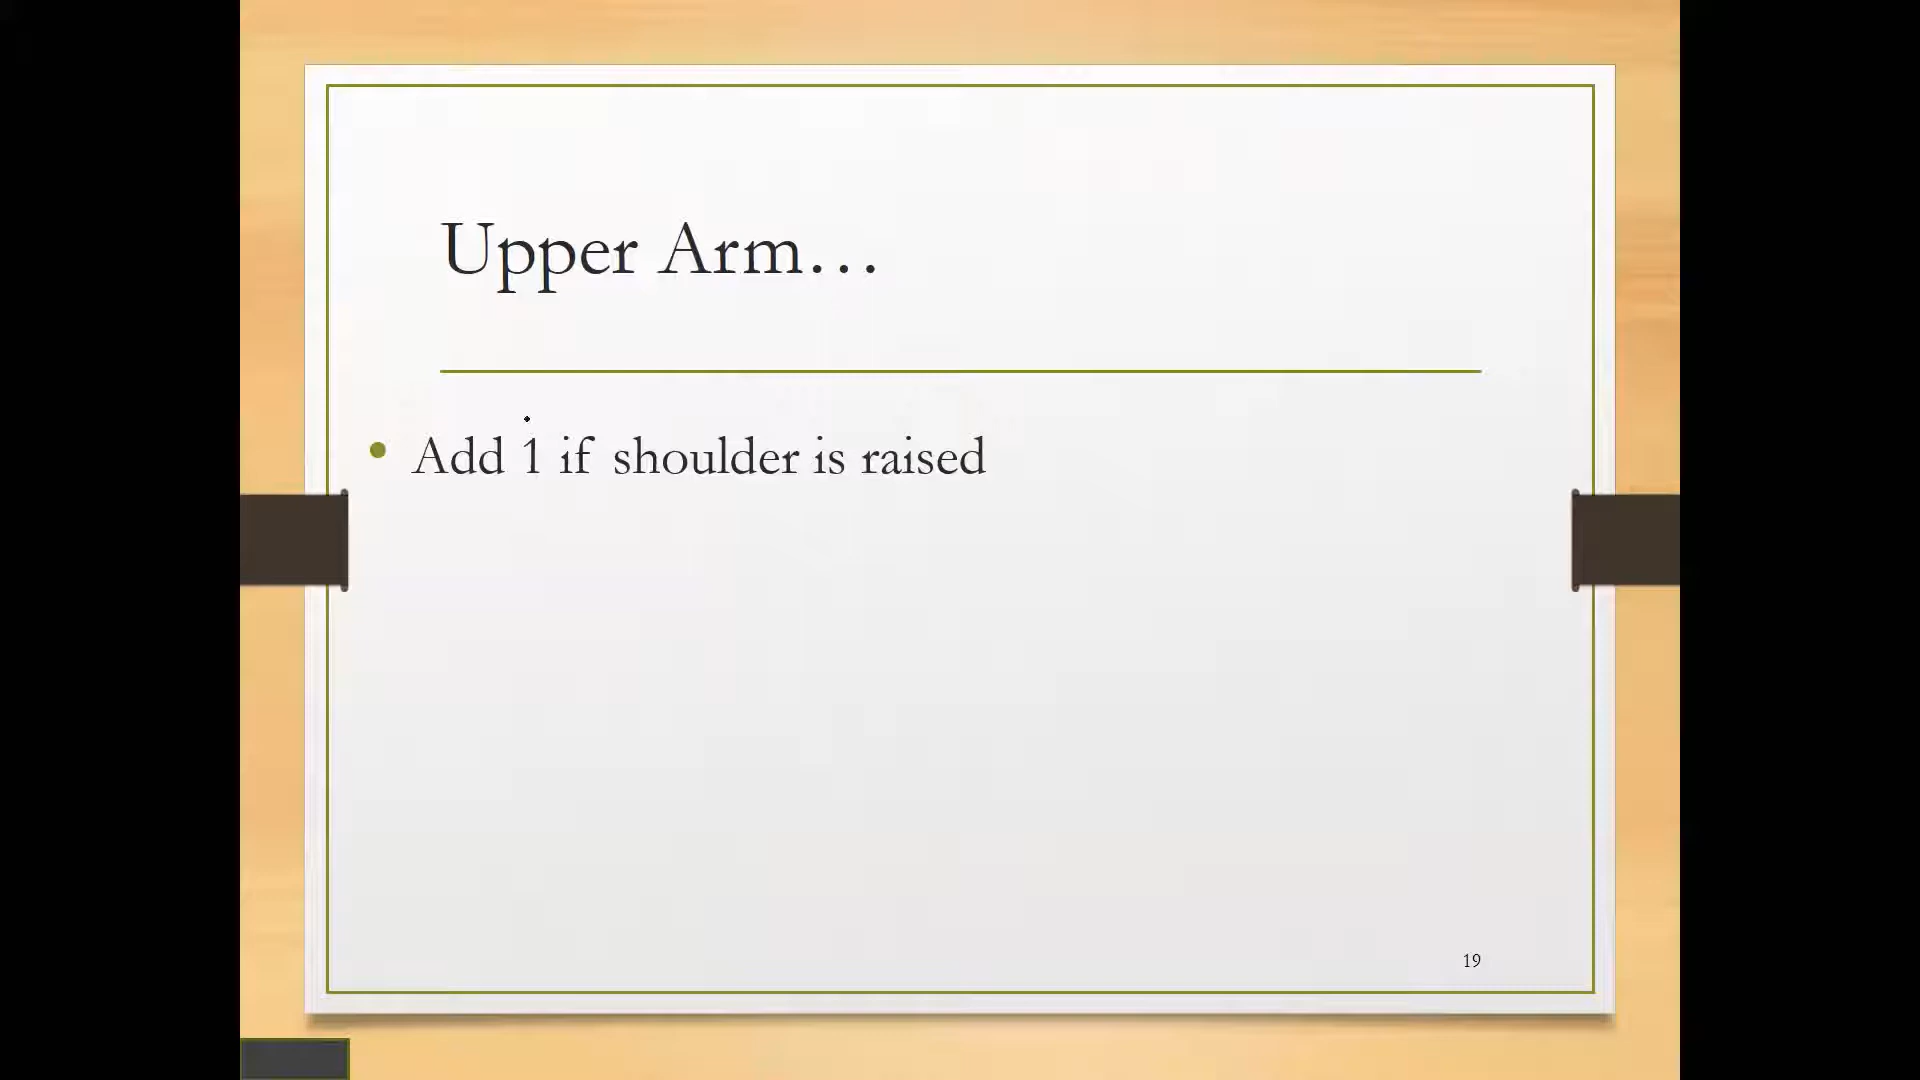 Upper Arm…
• Add 1 if shoulder is raised
19